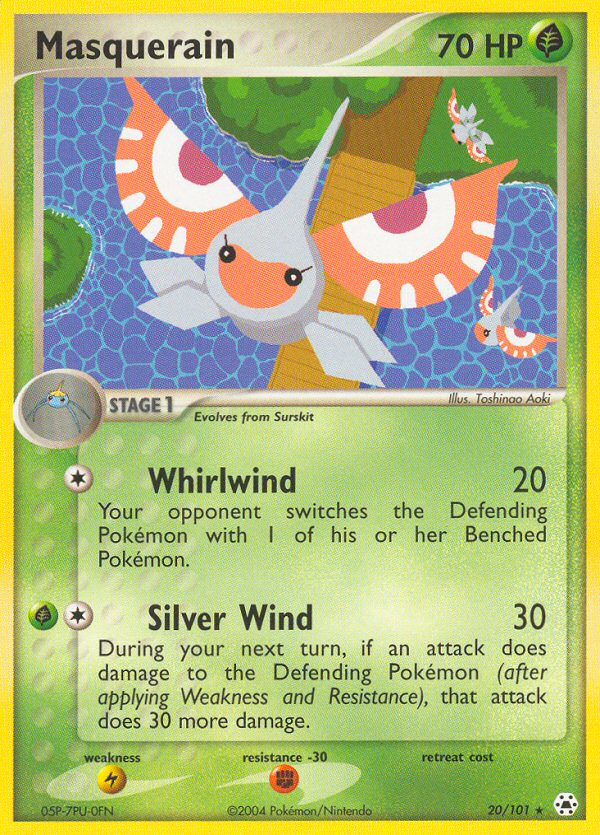 Masquerain 70 HP
Illus. Toshinao Aoki
STAGE 1
Evolves from Surskit
Whirlwind 20
Your opponent switches the Defending
Pokémon with 1 of his or her Benched
Pokémon.
Silver Wind 30
During your next turn, if an attack does
damage to the Defending Pokémon (after
applying Weakness and Resistance), that attack
does 30 more damage.
weakness resistance -30 retreat cost
05P-7PU-0FN ©2004 Pokémon/Nintendo 20/101 ★